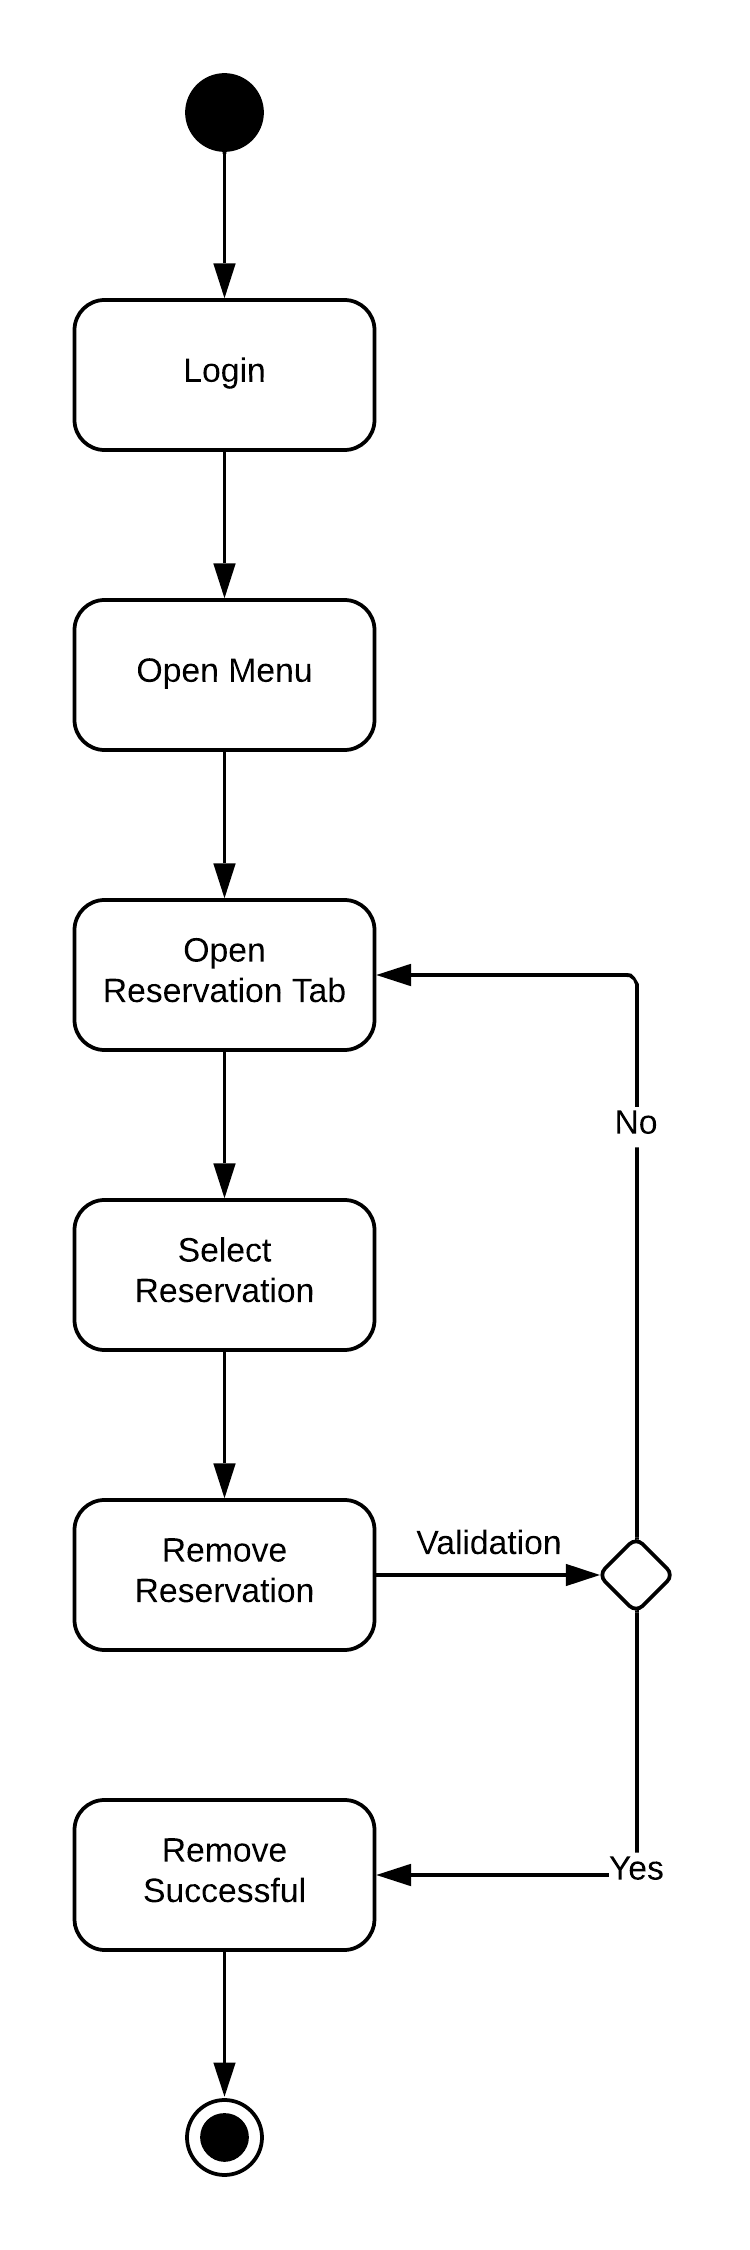 Login
Open Menu
Open
Reservation Tab
No
Select
Reservation
Validation
Remove
Reservation
Remove
Successful
Yes